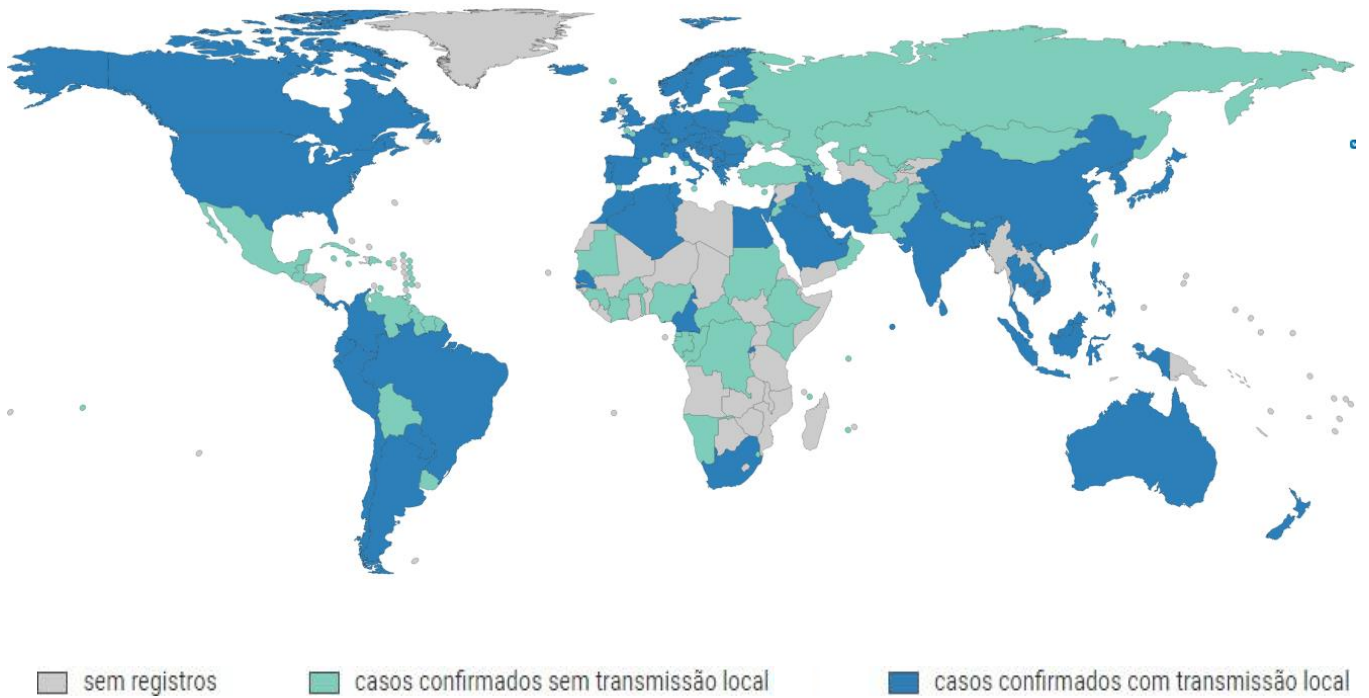 sem registros
casos confirmados sem transmissão local
casos confirmados com transmissão local